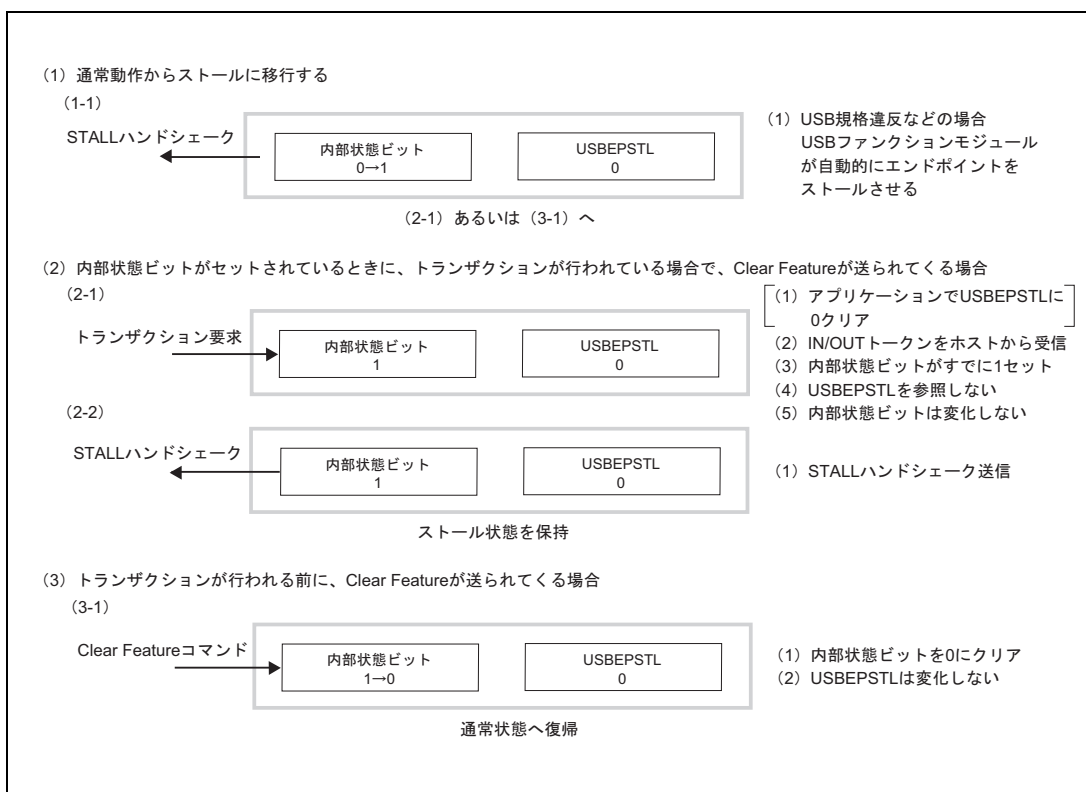 (1) 通常動作からストールに移行する
(1-1)
STALLハンドシェーク
内部状態ビット
0→1
USBEPSTL
0
(1) USB規格違反などの場合
USBファンクションモジュール
が自動的にエンドポイントを
ストールさせる
(2-1) あるいは (3-1) へ
(2) 内部状態ビットがセットされているときに、トランザクションが行われている場合で、Clear Featureが送られてくる場合
(2-1)
トランザクション要求
内部状態ビット
1
USBEPSTL
0
(1) アプリケーションでUSBEPSTLに
0クリア
(2) IN/OUTトークンをホストから受信
(3) 内部状態ビットがすでに1セット
(4) USBEPSTLを参照しない
(5) 内部状態ビットは変化しない
(2-2)
STALLハンドシェーク
内部状態ビット
1
USBEPSTL
0
(1) STALLハンドシェーク送信
ストール状態を保持
(3) トランザクションが行われる前に、Clear Featureが送られてくる場合
(3-1)
Clear Featureコマンド
内部状態ビット
1→0
USBEPSTL
0
(1) 内部状態ビットを0にクリア
(2) USBEPSTLは変化しない
通常状態へ復帰